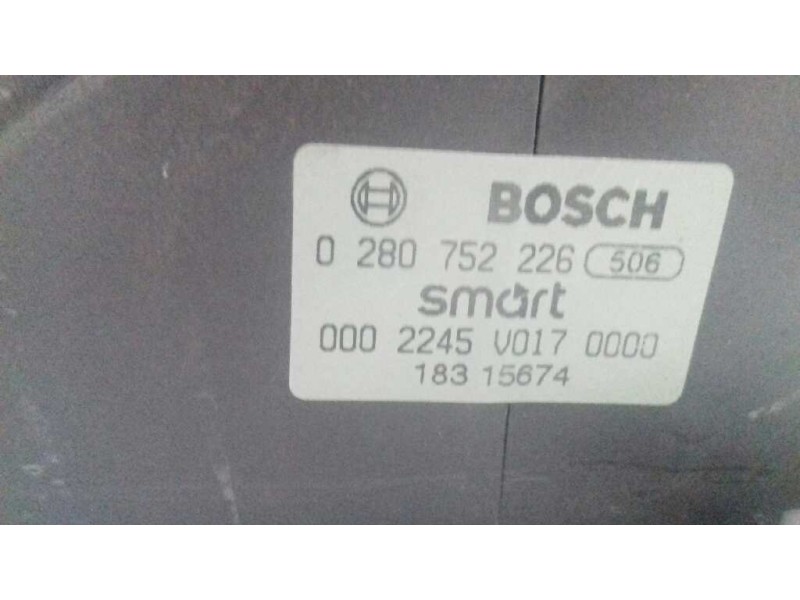 BOSCH
0 280 752 226 506
smart
000 2245 V017 0000
183 15674